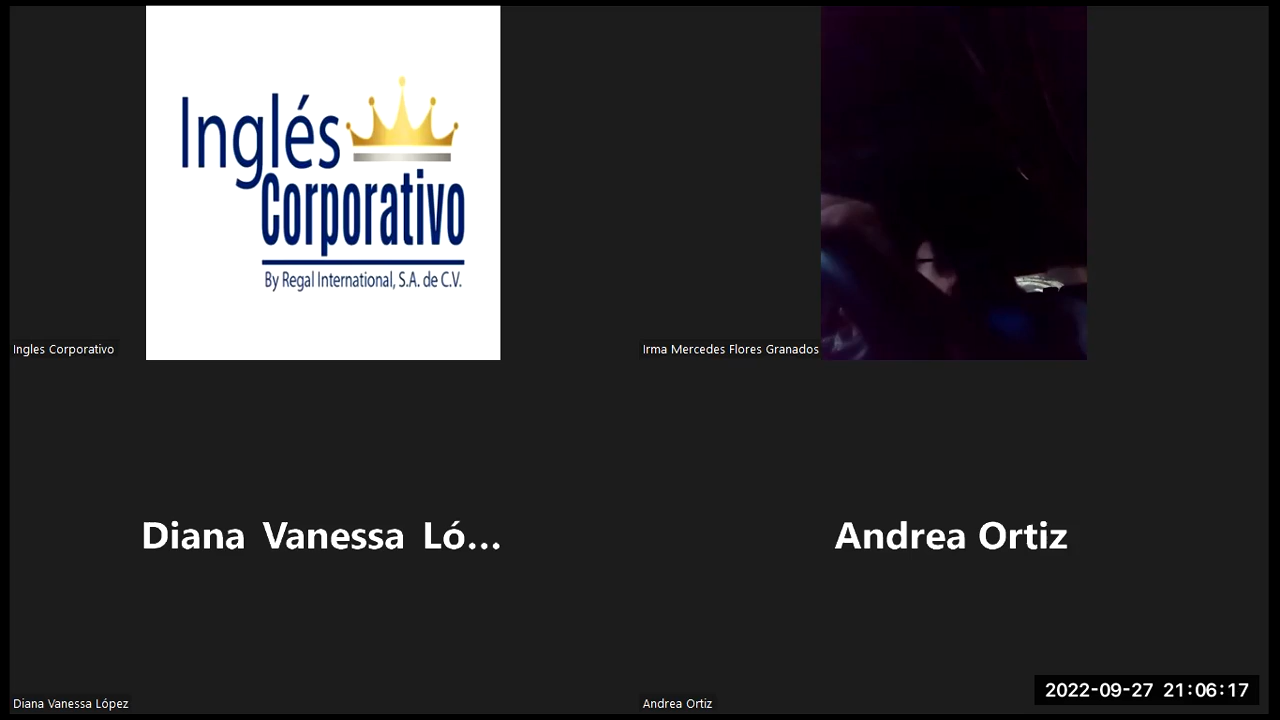 Inglés
Corporativo
By Regal International, S.A. de C.V.
Ingles Corporativo
Irma Mercedes Flores Granados
Diana Vanessa Ló...
Andrea Ortiz
Diana Vanessa López
Andrea Ortiz
2022-09-27 21:06:17